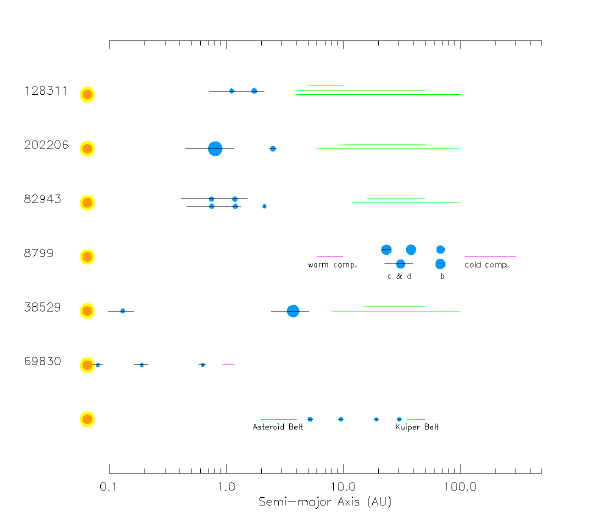 128311
202206
82943
8799
warm comp.
cold comp.
c & d
b
38529
69830
Asteroid Belt
Kuiper Belt
0.1
1.0
10.0
100.0
Semi-major Axis (AU)